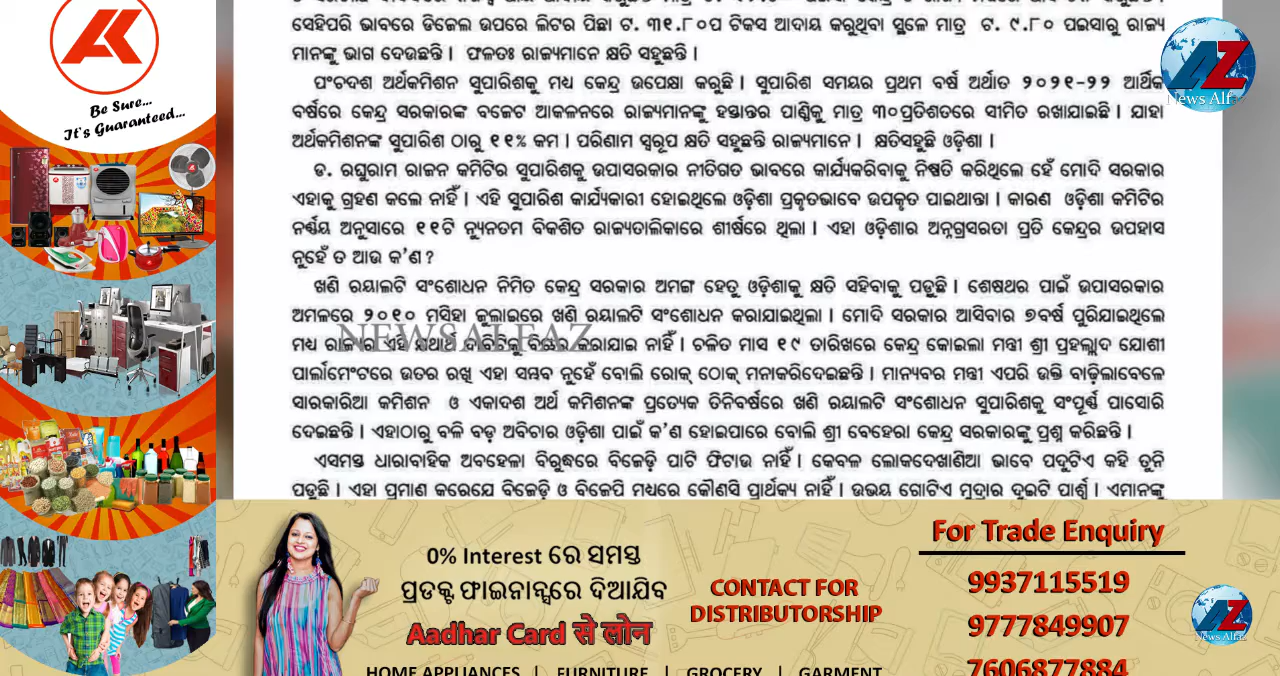 ସେହିପରି ଭାବରେ ଡିଜେଲ ଉପରେ ଲିଟର ପିଛା ଟ. ୩୧.୮୦ପ ଟିକସ ଆଦାୟ କରୁଥିବା ସ୍ଥଳେ ମାତ୍ର ଟ. ୯.୮୦ ପଇସାରୁ ରାଜ୍ୟ
ମାନଙ୍କୁ ଭାଗ ଦେଉଛନ୍ତି । ଫଳତଃ ରାଜ୍ୟମାନେ କ୍ଷତି ସହୁଛନ୍ତି ।
ପଂଚଦଶ ଅର୍ଥକମିଶନ ସୁପାରିଶକୁ ମଧ୍ୟ କେନ୍ଦ୍ର ଉପେକ୍ଷା କରୁଛି । ସୁପାରିଶ ସମୟର ପ୍ରଥମ ବର୍ଷ ଅର୍ଥାତ ୨୦୨୧-୨୨ ଆର୍ଥିକ
ବର୍ଷରେ କେନ୍ଦ୍ର ସରକାରଙ୍କ ବଜେଟ ଆକଳନରେ ରାଜ୍ୟମାନଙ୍କୁ ହସ୍ତାନ୍ତର ପାଣ୍ଠିକୁ ମାତ୍ର ୩୦ପ୍ରତିଶତରେ ସୀମିତ ରଖାଯାଇଛି । ଯାହା
ଅର୍ଥକମିଶନଙ୍କ ସୁପାରିଶ ଠାରୁ ୧୧% କମ । ପରିଣାମ ସ୍ୱରୂପ କ୍ଷତି ସହୁଛନ୍ତି ରାଜ୍ୟମାନେ । କ୍ଷତିସହୁଛି ଓଡ଼ିଶା ।
ଡ. ରଘୁରାମ ରାଜନ କମିଟିର ସୁପାରିଶକୁ ଉପାସରକାର ନୀତିଗତ ଭାବରେ କାର୍ଯ୍ୟକରିବାକୁ ନିଷ୍ପତି କରିଥିଲେ ହେଁ ମୋଦି ସରକାର
ଏହାକୁ ଗ୍ରହଣ କଲେ ନାହିଁ । ଏହି ସୁପାରିଶ କାର୍ଯ୍ୟକାରୀ ହୋଇଥିଲେ ଓଡ଼ିଶା ପ୍ରକୃତଭାବେ ଉପକୃତ ପାଇଥାନ୍ତା । କାରଣ ଓଡ଼ିଶା କମିଟିର
ନିର୍ଣ୍ଣୟ ଅନୁସାରେ ୧୧ଟି ନ୍ୟୁନତମ ବିକଶିତ ରାଜ୍ୟତାଲିକାରେ ଶୀର୍ଷରେ ଥିଲା । ଏହା ଓଡ଼ିଶାର ଅନଗ୍ରସରତା ପ୍ରତି କେନ୍ଦ୍ରର ଉପହାସ
ନୁହେଁ ତ ଆଉ କ'ଣ ?
ଖଣି ରୟାଲଟି ସଂଶୋଧନ ନିମିତ କେନ୍ଦ୍ର ସରକାର ଅମଙ୍ଗ ହେତୁ ଓଡ଼ିଶାକୁ କ୍ଷତି ସହିବାକୁ ପଡୁଛି । ଶେଷଥର ପାଇଁ ଉପାସରକାର
ଅମଳରେ ୨୦୧୦ ମସିହା ଜୁଲାଇରେ ଖଣି ରୟାଲଟି ସଂଶୋଧନ କରାଯାଇଥିଲା । ମୋଦି ସରକାର ଆସିବାର ୭ବର୍ଷ ପୁରିଯାଇଥିଲେ
ମଧ୍ୟ ରାଜ୍ୟର ଏହି ଯଥାର୍ଥ ଦାବିଟିକୁ ବିଚାର କରାଯାଇ ନାହିଁ । ଚଳିତ ମାସ ୧୯ ତାରିଖରେ କେନ୍ଦ୍ର କୋଇଲା ମନ୍ତ୍ରୀ ଶ୍ରୀ ପ୍ରହଲ୍ଲାଦ ଯୋଶୀ
ପାର୍ଲାମେଂଟରେ ଉତର ରଖି ଏହା ସମ୍ଭବ ନୁହେଁ ବୋଲି ରୋକ୍ ଠୋକ୍ ମନାକରିଦେଇଛନ୍ତି । ମାନ୍ୟବର ମନ୍ତ୍ରୀ ଏପରି ଉକ୍ତି ବାଢ଼ିଲାବେଳେ
ସାରକାରିଆ କମିଶନ ଓ ଏକାଦଶ ଅର୍ଥ କମିଶନଙ୍କ ପ୍ରତ୍ୟେକ ତିନିବର୍ଷରେ ଖଣି ରୟାଲଟି ସଂଶୋଧନ ସୁପାରିଶକୁ ସଂପୂର୍ଣ୍ଣ ପାସୋରି
ଦେଇଛନ୍ତି । ଏହାଠାରୁ ବଳି ବଡ଼ ଅବିଚାର ଓଡ଼ିଶା ପାଇଁ କ'ଣ ହୋଇପାରେ ବୋଲି ଶ୍ରୀ ବେହେରା କେନ୍ଦ୍ର ସରକାରଙ୍କୁ ପ୍ରଶ୍ନ କରିଛନ୍ତି ।
ଏସମସ୍ତ ଧାରାବାହିକ ଅବହେଳା ବିରୁଦ୍ଧରେ ବିଜେଡ଼ି ପାଟି ଫିଟାଉ ନାହିଁ । କେବଳ ଲୋକଦେଖାଣିଆ ଭାବେ ପଦୁଟିଏ କହି ତୁନି
ପଡୁଛି । ଏହା ପ୍ରମାଣ କରେଯେ ବିଜେଡ଼ି ଓ ବିଜେପି ମଧ୍ୟରେ କୌଣସି ପ୍ରାର୍ଥକ୍ୟ ନାହିଁ । ଉଭୟ ଗୋଟିଏ ମୁଦ୍ରାର ଦୁଇଟି ପାର୍ଶ୍ୱ । ଏମାନଙ୍କୁ
NEWSALFAZ
AK
Be Sure...
It's Guaranteed...
AZ
News Alf
0% Interest ରେ ସମସ୍ତ
ପ୍ରଡକ୍ଟ ଫାଇନାନ୍ସରେ ଦିଆଯିବ
Aadhar Card से लोन
HOME APPLIANCES | FURNITURE | GROCERY | GARMENT
CONTACT FOR
DISTRIBUTORSHIP
For Trade Enquiry
9937115519
9777849907
7606877884
AZ
News Alfaz